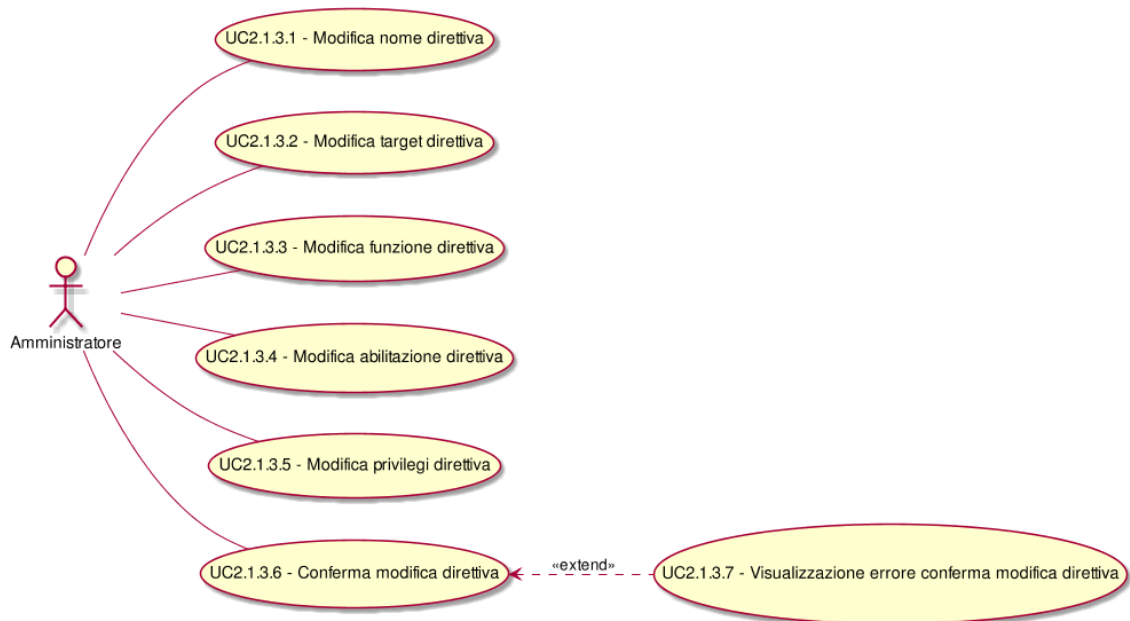 UC2.1.3.1 - Modifica nome direttiva
UC2.1.3.2 - Modifica target direttiva
UC2.1.3.3 - Modifica funzione direttiva
Amministratore
UC2.1.3.4 - Modifica abilitazione direttiva
UC2.1.3.5 - Modifica privilegi direttiva
UC2.1.3.6 - Conferma modifica direttiva
«extend»
UC2.1.3.7 - Visualizzazione errore conferma modifica direttiva